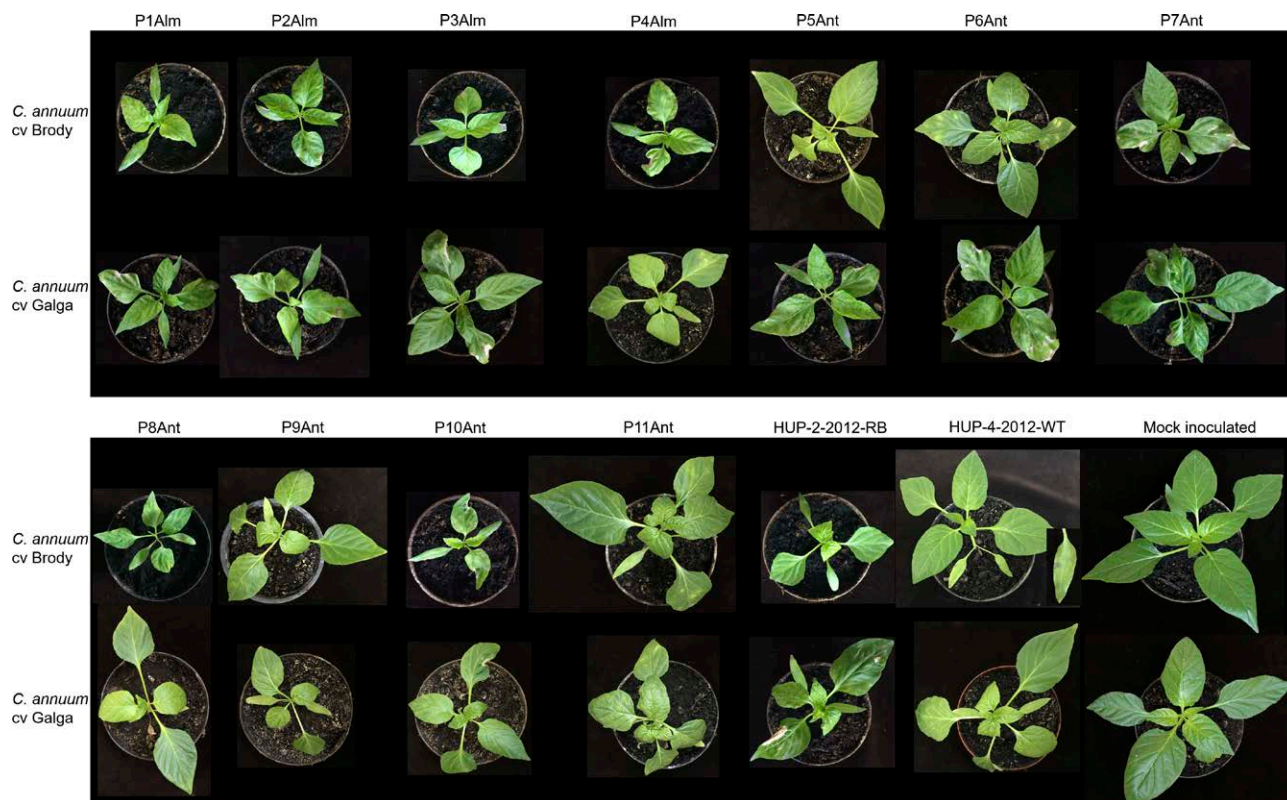 P1Alm P2Alm P3Alm P4Alm P5Ant P6Ant P7Ant
C. annuum
cv Brody
C. annuum
cv Galga
P8Ant P9Ant P10Ant P11Ant HUP-2-2012-RB HUP-4-2012-WT Mock inoculated
C. annuum
cv Brody
C. annuum
cv Galga